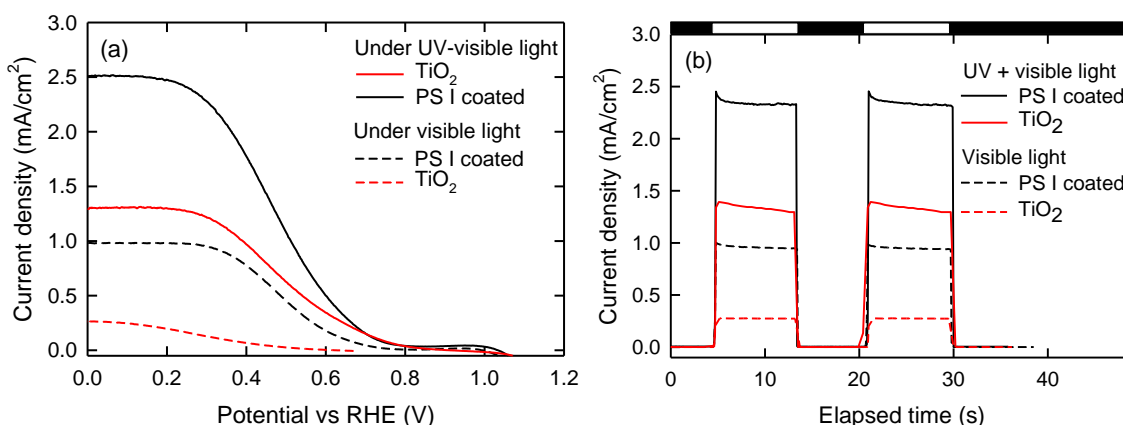 (a)
Under UV-visible light
TiO2
PS I coated
Under visible light
PS I coated
TiO2
3.0
2.5
2.0
1.5
1.0
0.5
0.0
Current density (mA/cm²)
0.0 0.2 0.4 0.6 0.8 1.0 1.2
Potential vs RHE (V)
(b)
UV + visible light
PS I coated
TiO2
Visible light
PS I coated
TiO2
3.0
2.5
2.0
1.5
1.0
0.5
0.0
Current density (mA/cm²)
0 10 20 30 40
Elapsed time (s)